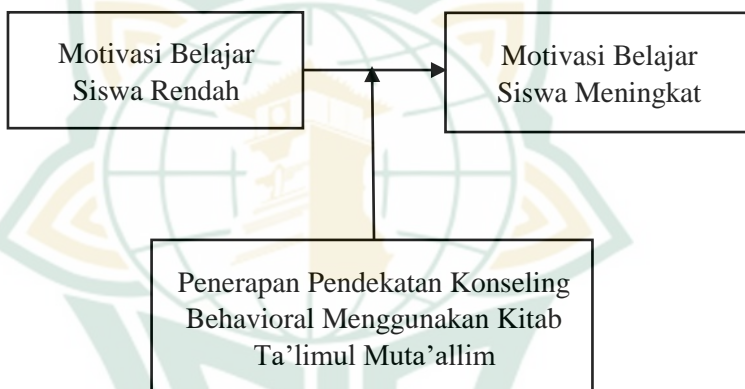 Motivasi Belajar
Siswa Rendah
Motivasi Belajar
Siswa Meningkat
Penerapan Pendekatan Konseling
Behavioral Menggunakan Kitab
Ta’limul Muta’allim